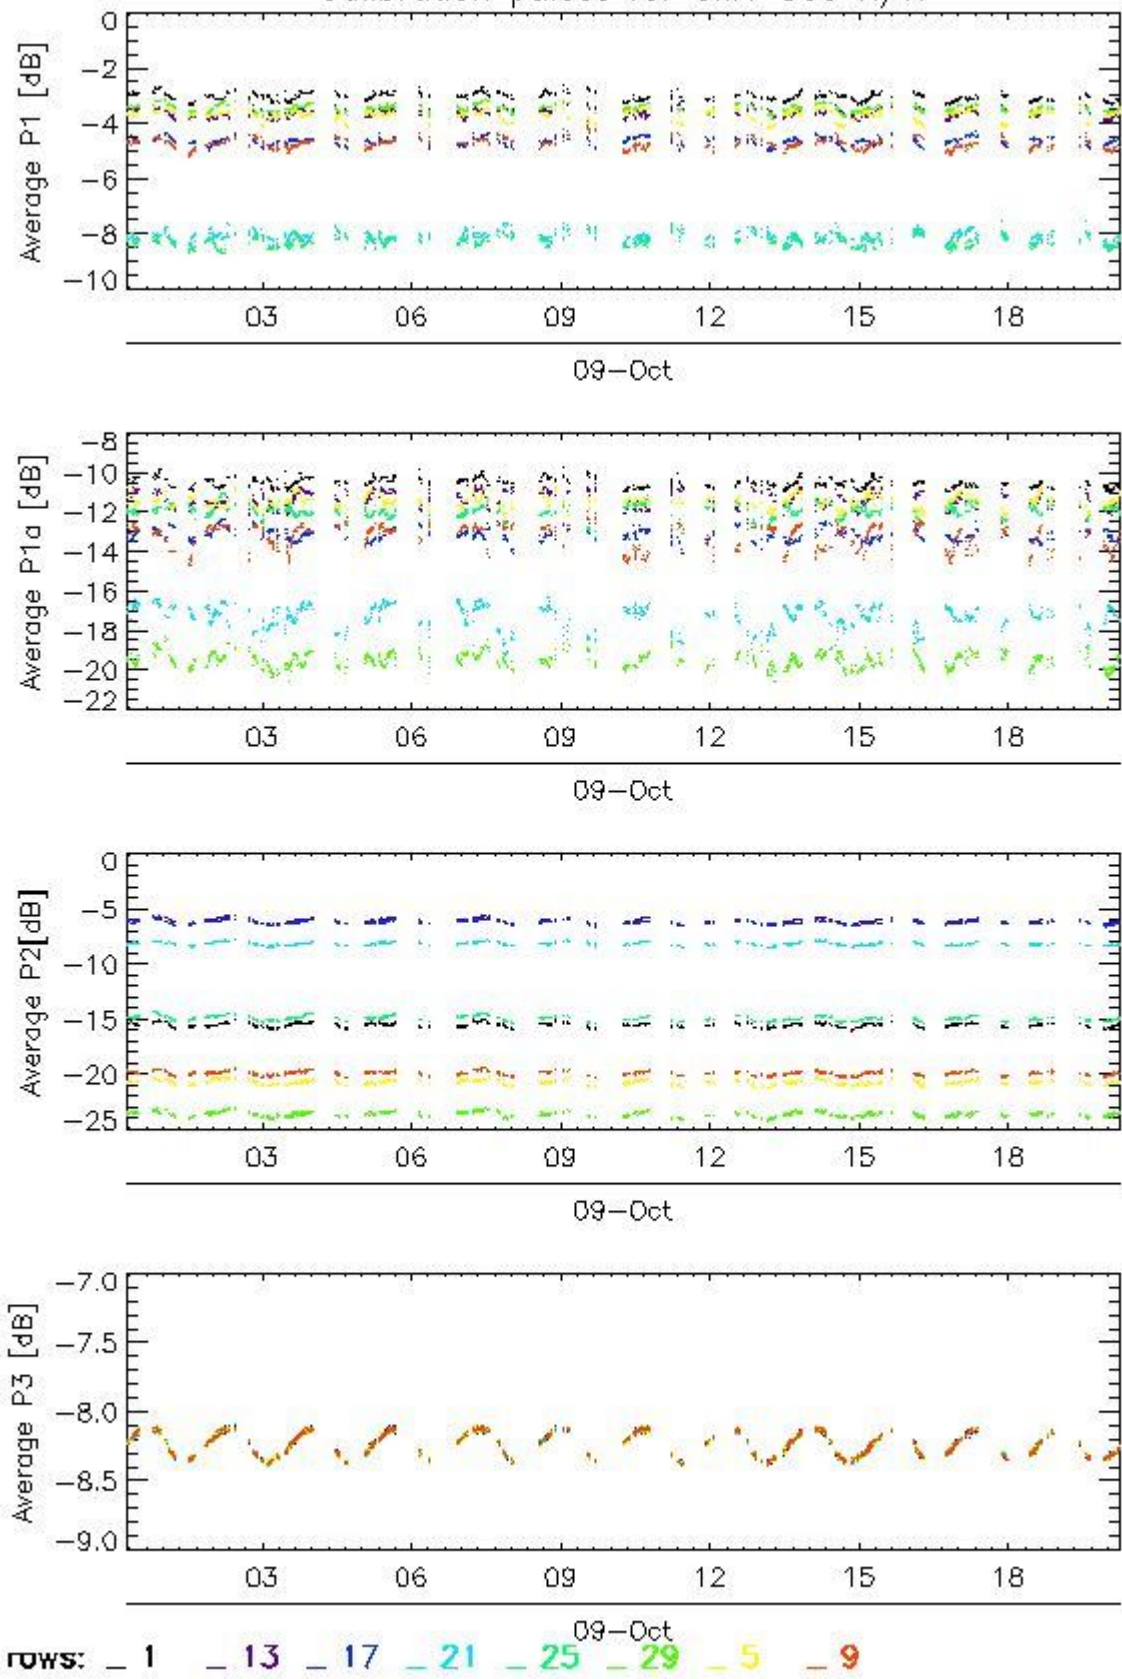 0
−2
−4
−6
−8
−10
Average P1 [dB]
03 06 09 12 15 18
09−Oct
−8
−10
−12
−14
−16
−18
−20
−22
Average P1a [dB]
03 06 09 12 15 18
09−Oct
0
−5
−10
−15
−20
−25
Average P2[dB]
03 06 09 12 15 18
09−Oct
−7.0
−7.5
−8.0
−8.5
−9.0
Average P3 [dB]
03 06 09 12 15 18
09−Oct
rows: _ 1 _ 13 _ 17 _ 21 _ 25 _ 29 _ 5 _ 9